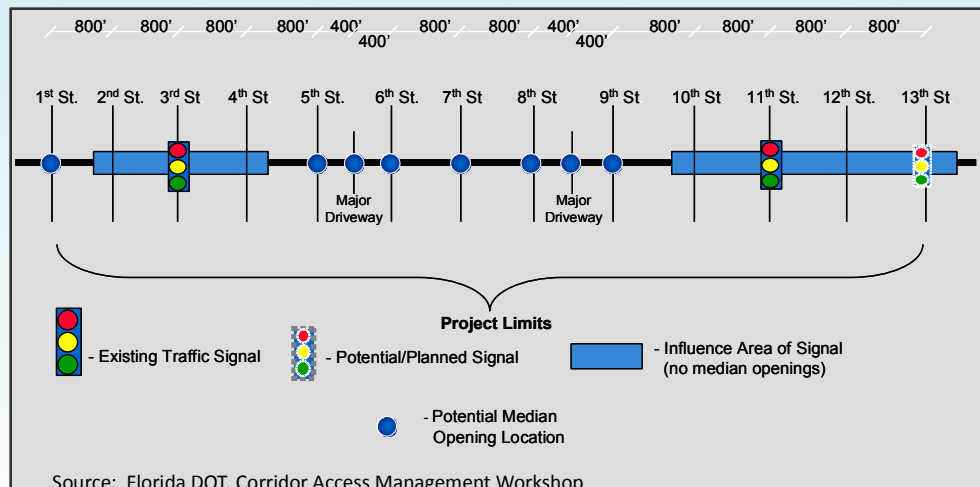 800' 800' 800' 800' 400' 800' 800' 400' 800' 800' 800' 800'
400' 400'
1st St. 2nd St. 3rd St 4th St. 5th St. 6th St. 7th St. 8th St 9th St 10th St 11th St. 12th St. 13th St.
Major
Driveway
Major
Driveway
Project Limits
- Existing Traffic Signal
- Potential/Planned Signal
- Influence Area of Signal
(no median openings)
- Potential Median
Opening Location
Source: Florida DOT, Corridor Access Management Workshop